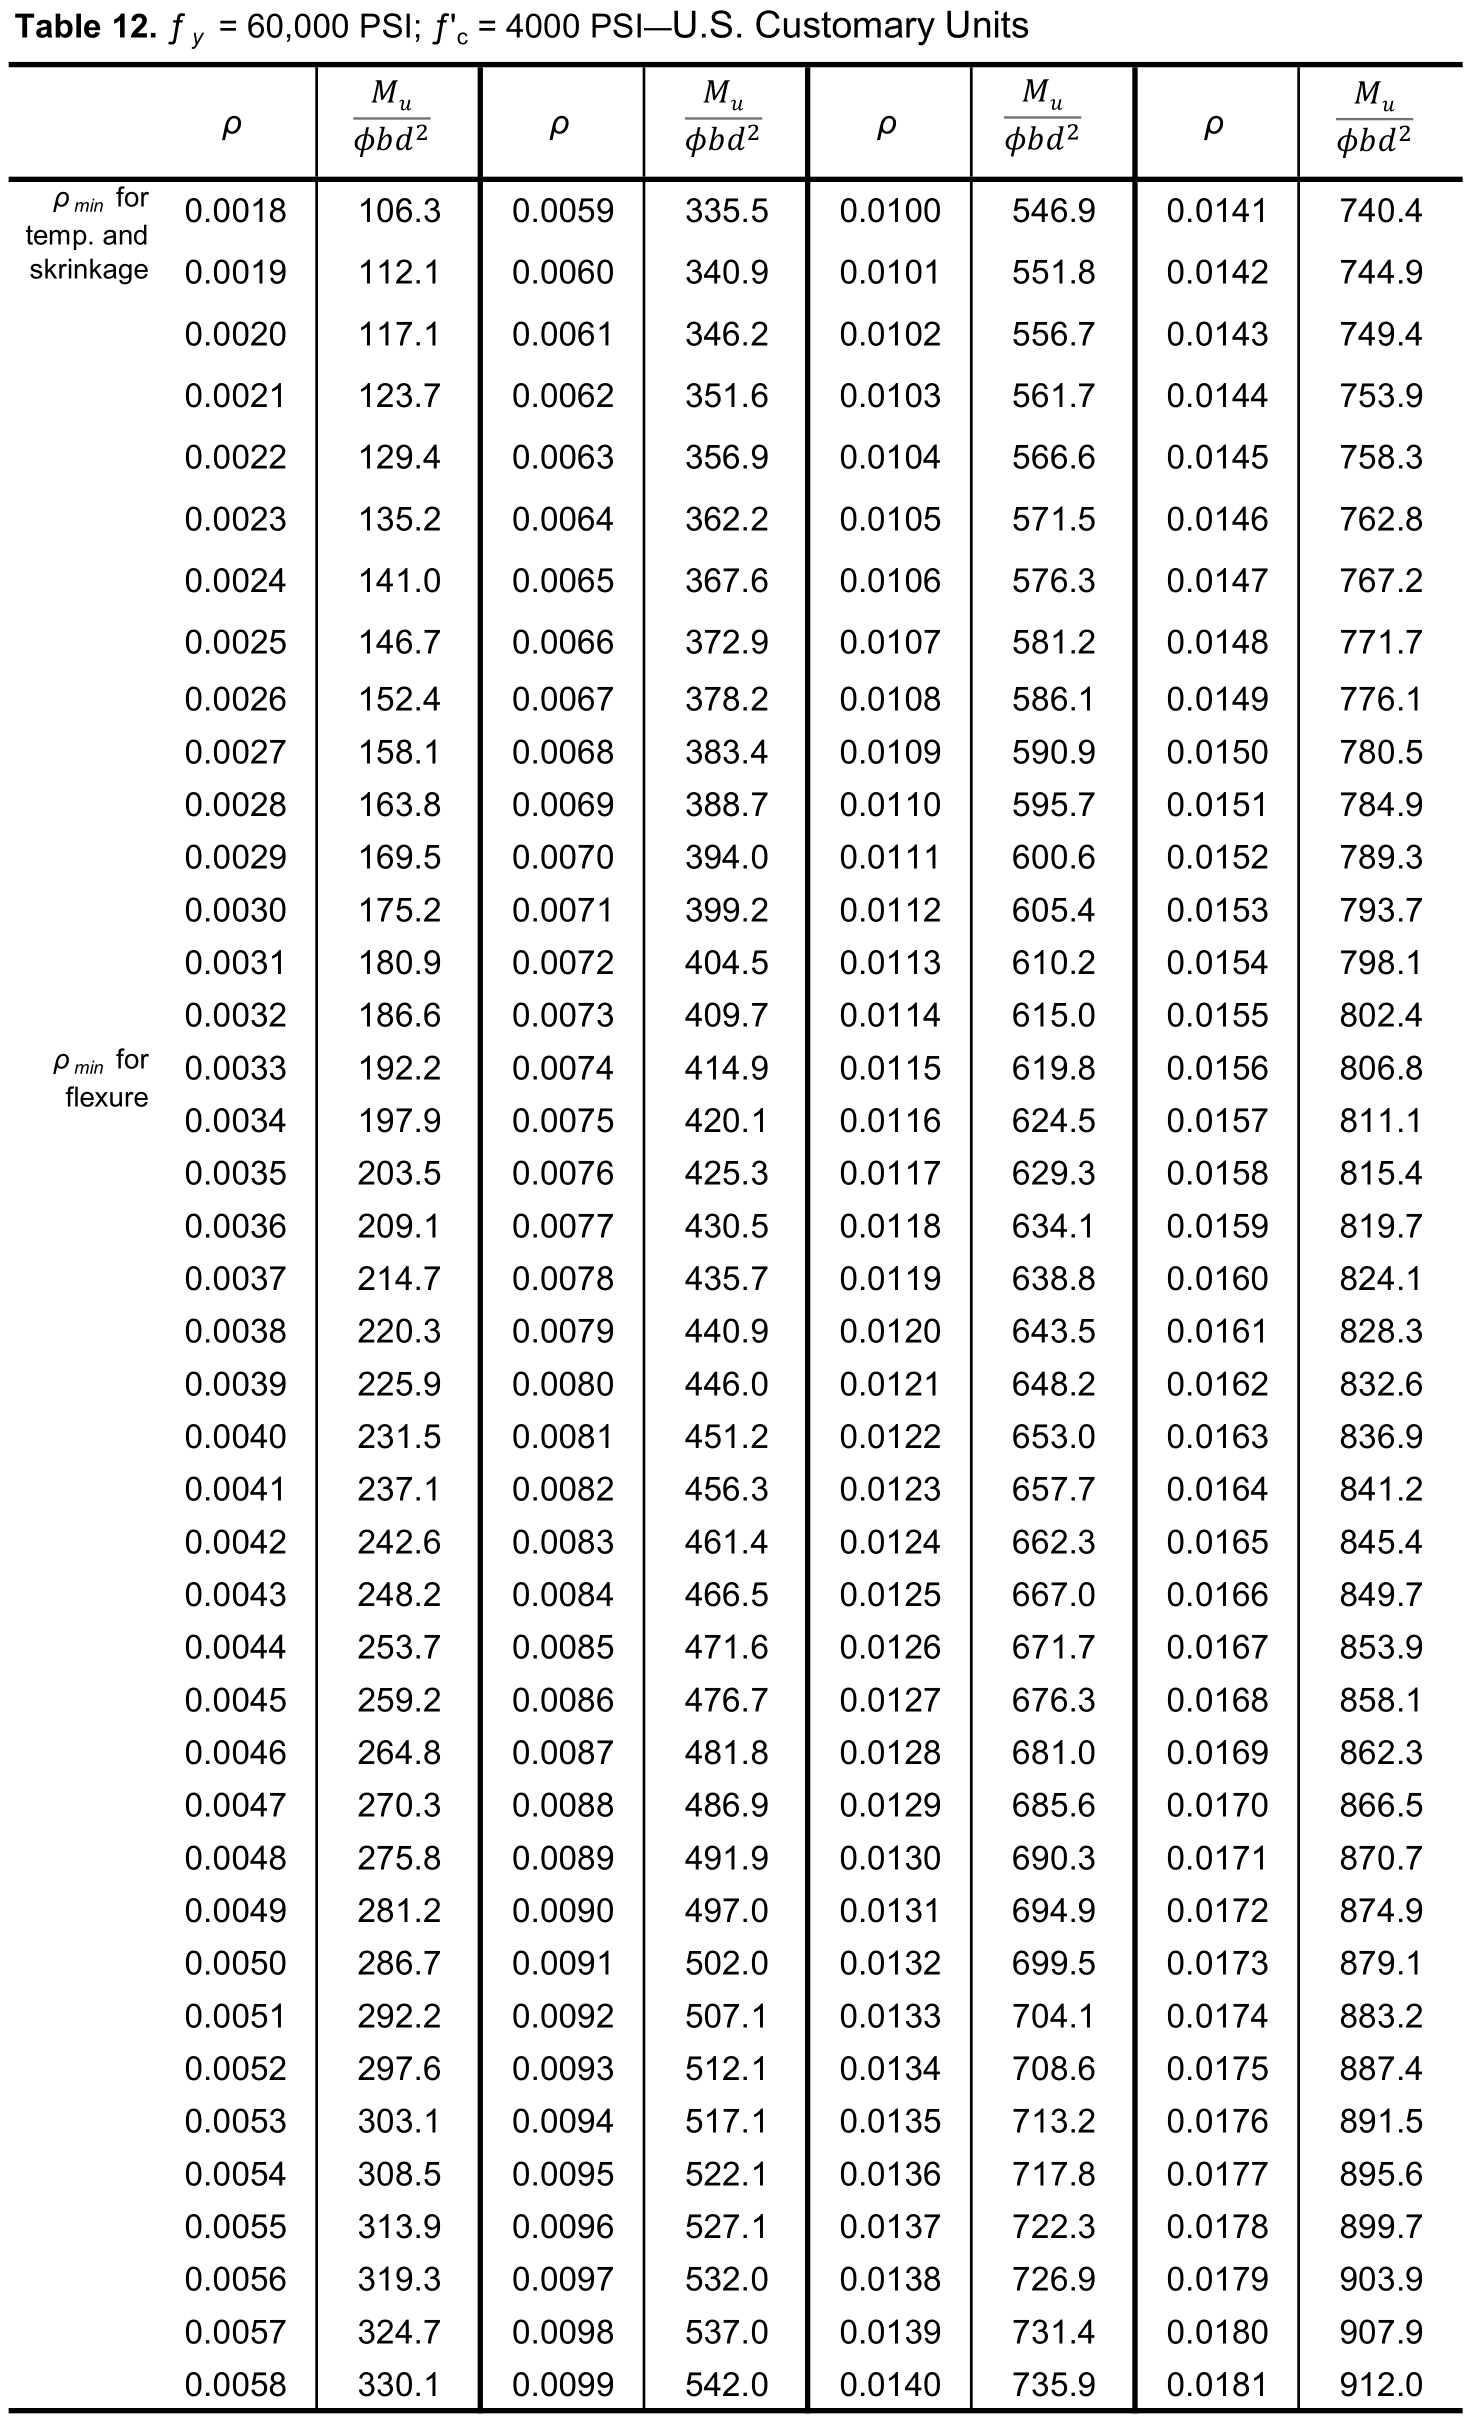 Table 12. ƒ y = 60,000 PSI; ƒ'c = 4000 PSI—U.S. Customary Units
ρ Mu/ϕbd² ρ Mu/ϕbd² ρ Mu/ϕbd² ρ Mu/ϕbd²
ρ min for
temp. and
skrinkage
0.0018 106.3 0.0059 335.5 0.0100 546.9 0.0141 740.4
0.0019 112.1 0.0060 340.9 0.0101 551.8 0.0142 744.9
0.0020 117.1 0.0061 346.2 0.0102 556.7 0.0143 749.4
0.0021 123.7 0.0062 351.6 0.0103 561.7 0.0144 753.9
0.0022 129.4 0.0063 356.9 0.0104 566.6 0.0145 758.3
0.0023 135.2 0.0064 362.2 0.0105 571.5 0.0146 762.8
0.0024 141.0 0.0065 367.6 0.0106 576.3 0.0147 767.2
0.0025 146.7 0.0066 372.9 0.0107 581.2 0.0148 771.7
0.0026 152.4 0.0067 378.2 0.0108 586.1 0.0149 776.1
0.0027 158.1 0.0068 383.4 0.0109 590.9 0.0150 780.5
0.0028 163.8 0.0069 388.7 0.0110 595.7 0.0151 784.9
0.0029 169.5 0.0070 394.0 0.0111 600.6 0.0152 789.3
0.0030 175.2 0.0071 399.2 0.0112 605.4 0.0153 793.7
0.0031 180.9 0.0072 404.5 0.0113 610.2 0.0154 798.1
0.0032 186.6 0.0073 409.7 0.0114 615.0 0.0155 802.4
ρ min for
flexure
0.0033 192.2 0.0074 414.9 0.0115 619.8 0.0156 806.8
0.0034 197.9 0.0075 420.1 0.0116 624.5 0.0157 811.1
0.0035 203.5 0.0076 425.3 0.0117 629.3 0.0158 815.4
0.0036 209.1 0.0077 430.5 0.0118 634.1 0.0159 819.7
0.0037 214.7 0.0078 435.7 0.0119 638.8 0.0160 824.1
0.0038 220.3 0.0079 440.9 0.0120 643.5 0.0161 828.3
0.0039 225.9 0.0080 446.0 0.0121 648.2 0.0162 832.6
0.0040 231.5 0.0081 451.2 0.0122 653.0 0.0163 836.9
0.0041 237.1 0.0082 456.3 0.0123 657.7 0.0164 841.2
0.0042 242.6 0.0083 461.4 0.0124 662.3 0.0165 845.4
0.0043 248.2 0.0084 466.5 0.0125 667.0 0.0166 849.7
0.0044 253.7 0.0085 471.6 0.0126 671.7 0.0167 853.9
0.0045 259.2 0.0086 476.7 0.0127 676.3 0.0168 858.1
0.0046 264.8 0.0087 481.8 0.0128 681.0 0.0169 862.3
0.0047 270.3 0.0088 486.9 0.0129 685.6 0.0170 866.5
0.0048 275.8 0.0089 491.9 0.0130 690.3 0.0171 870.7
0.0049 281.2 0.0090 497.0 0.0131 694.9 0.0172 874.9
0.0050 286.7 0.0091 502.0 0.0132 699.5 0.0173 879.1
0.0051 292.2 0.0092 507.1 0.0133 704.1 0.0174 883.2
0.0052 297.6 0.0093 512.1 0.0134 708.6 0.0175 887.4
0.0053 303.1 0.0094 517.1 0.0135 713.2 0.0176 891.5
0.0054 308.5 0.0095 522.1 0.0136 717.8 0.0177 895.6
0.0055 313.9 0.0096 527.1 0.0137 722.3 0.0178 899.7
0.0056 319.3 0.0097 532.0 0.0138 726.9 0.0179 903.9
0.0057 324.7 0.0098 537.0 0.0139 731.4 0.0180 907.9
0.0058 330.1 0.0099 542.0 0.0140 735.9 0.0181 912.0